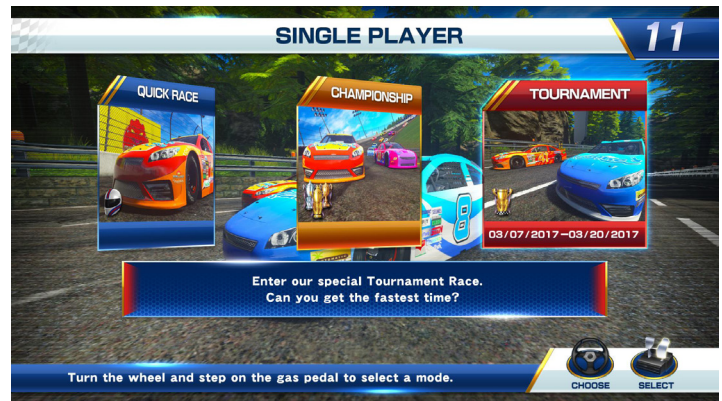 SINGLE PLAYER
11
QUICK RACE
CHAMPIONSHIP
TOURNAMENT
8
03/07/2017-03/20/2017
Enter our special Tournament Race.
Can you get the fastest time?
Turn the wheel and step on the gas pedal to select a mode.
CHOOSE
SELECT